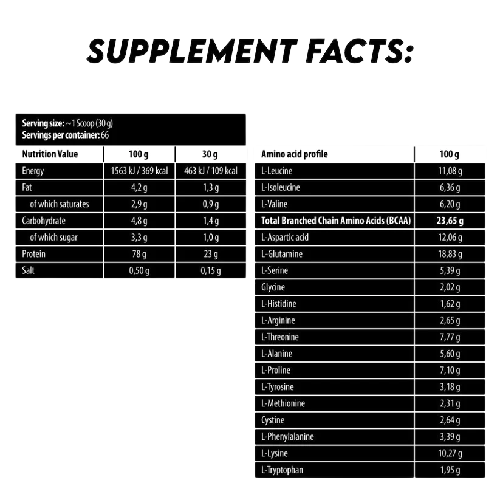 SUPPLEMENT FACTS:
Serving size: ~1 Scoop (30 g)
Servings per container: 66
Nutrition Value 100 g 30 g
Energy 1563 kJ / 369 kcal 463 kJ / 109 kcal
Fat 4,2 g 1,3 g
of which saturates 2,9 g 0,9 g
Carbohydrate 4,8 g 1,4 g
of which sugar 3,3 g 1,0 g
Protein 78 g 23 g
Salt 0,50 g 0,15 g
Amino acid profile 100 g
L-Leucine 11,08 g
L-Isoleucine 6,36 g
L-Valine 6,20 g
Total Branched Chain Amino Acids (BCAA) 23,65 g
L-Aspartic acid 12,06 g
L-Glutamine 18,83 g
L-Serine 5,39 g
Glycine 2,02 g
L-Histidine 1,62 g
L-Arginine 2,65 g
L-Threonine 7,77 g
L-Alanine 5,60 g
L-Proline 7,10 g
L-Tyrosine 3,18 g
L-Methionine 2,31 g
Cystine 2,64 g
L-Phenylalanine 3,39 g
L-Lysine 10,27 g
L-Tryptophan 1,95 g